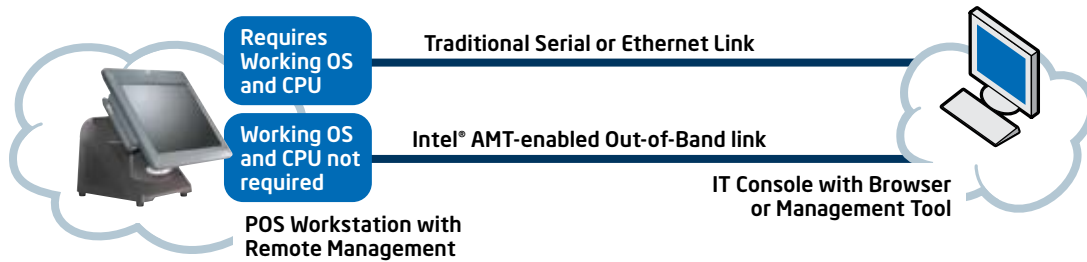 Requires
Working OS
and CPU
Traditional Serial or Ethernet Link
Working OS
and CPU not
required
Intel® AMT-enabled Out-of-Band link
POS Workstation with
Remote Management
IT Console with Browser
or Management Tool